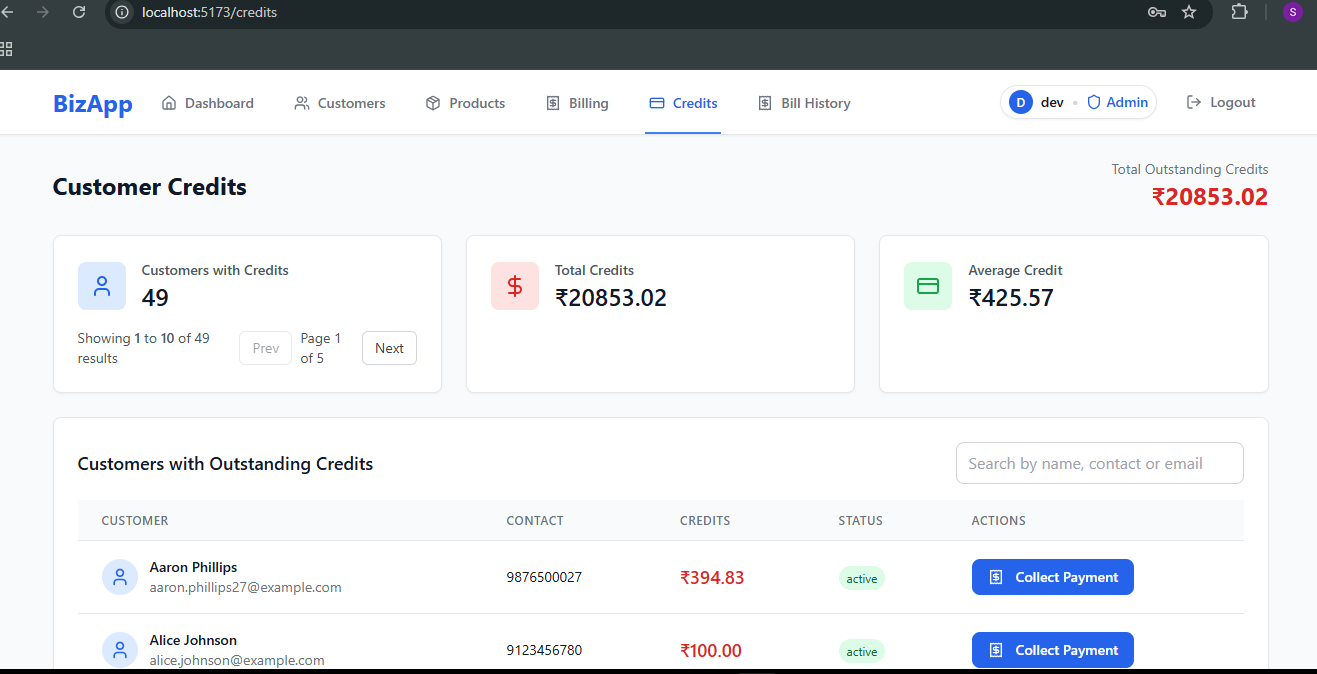 localhost:5173/credits
S
BizApp
Dashboard
Customers
Products
Billing
Credits
Bill History
D dev • Admin
Logout
Customer Credits
Total Outstanding Credits
₹20853.02
Customers with Credits
49
Showing 1 to 10 of 49
results
Prev
Page 1
of 5
Next
Total Credits
₹20853.02
Average Credit
₹425.57
Customers with Outstanding Credits
Search by name, contact or email
CUSTOMER CONTACT CREDITS STATUS ACTIONS
Aaron Phillips
aaron.phillips27@example.com
9876500027
₹394.83
active
Collect Payment
Alice Johnson
alice.johnson@example.com
9123456780
₹100.00
active
Collect Payment